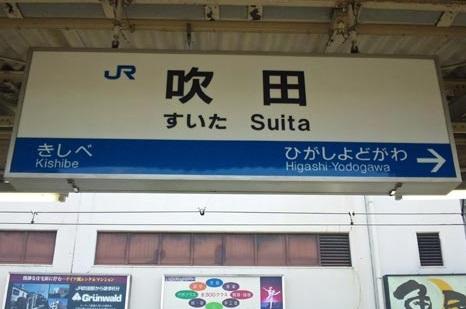 JR 吹田
すいた Suita
きしべ
Kishibe
ひがしよどがわ
Higashi-Yodogawa
Grünwald